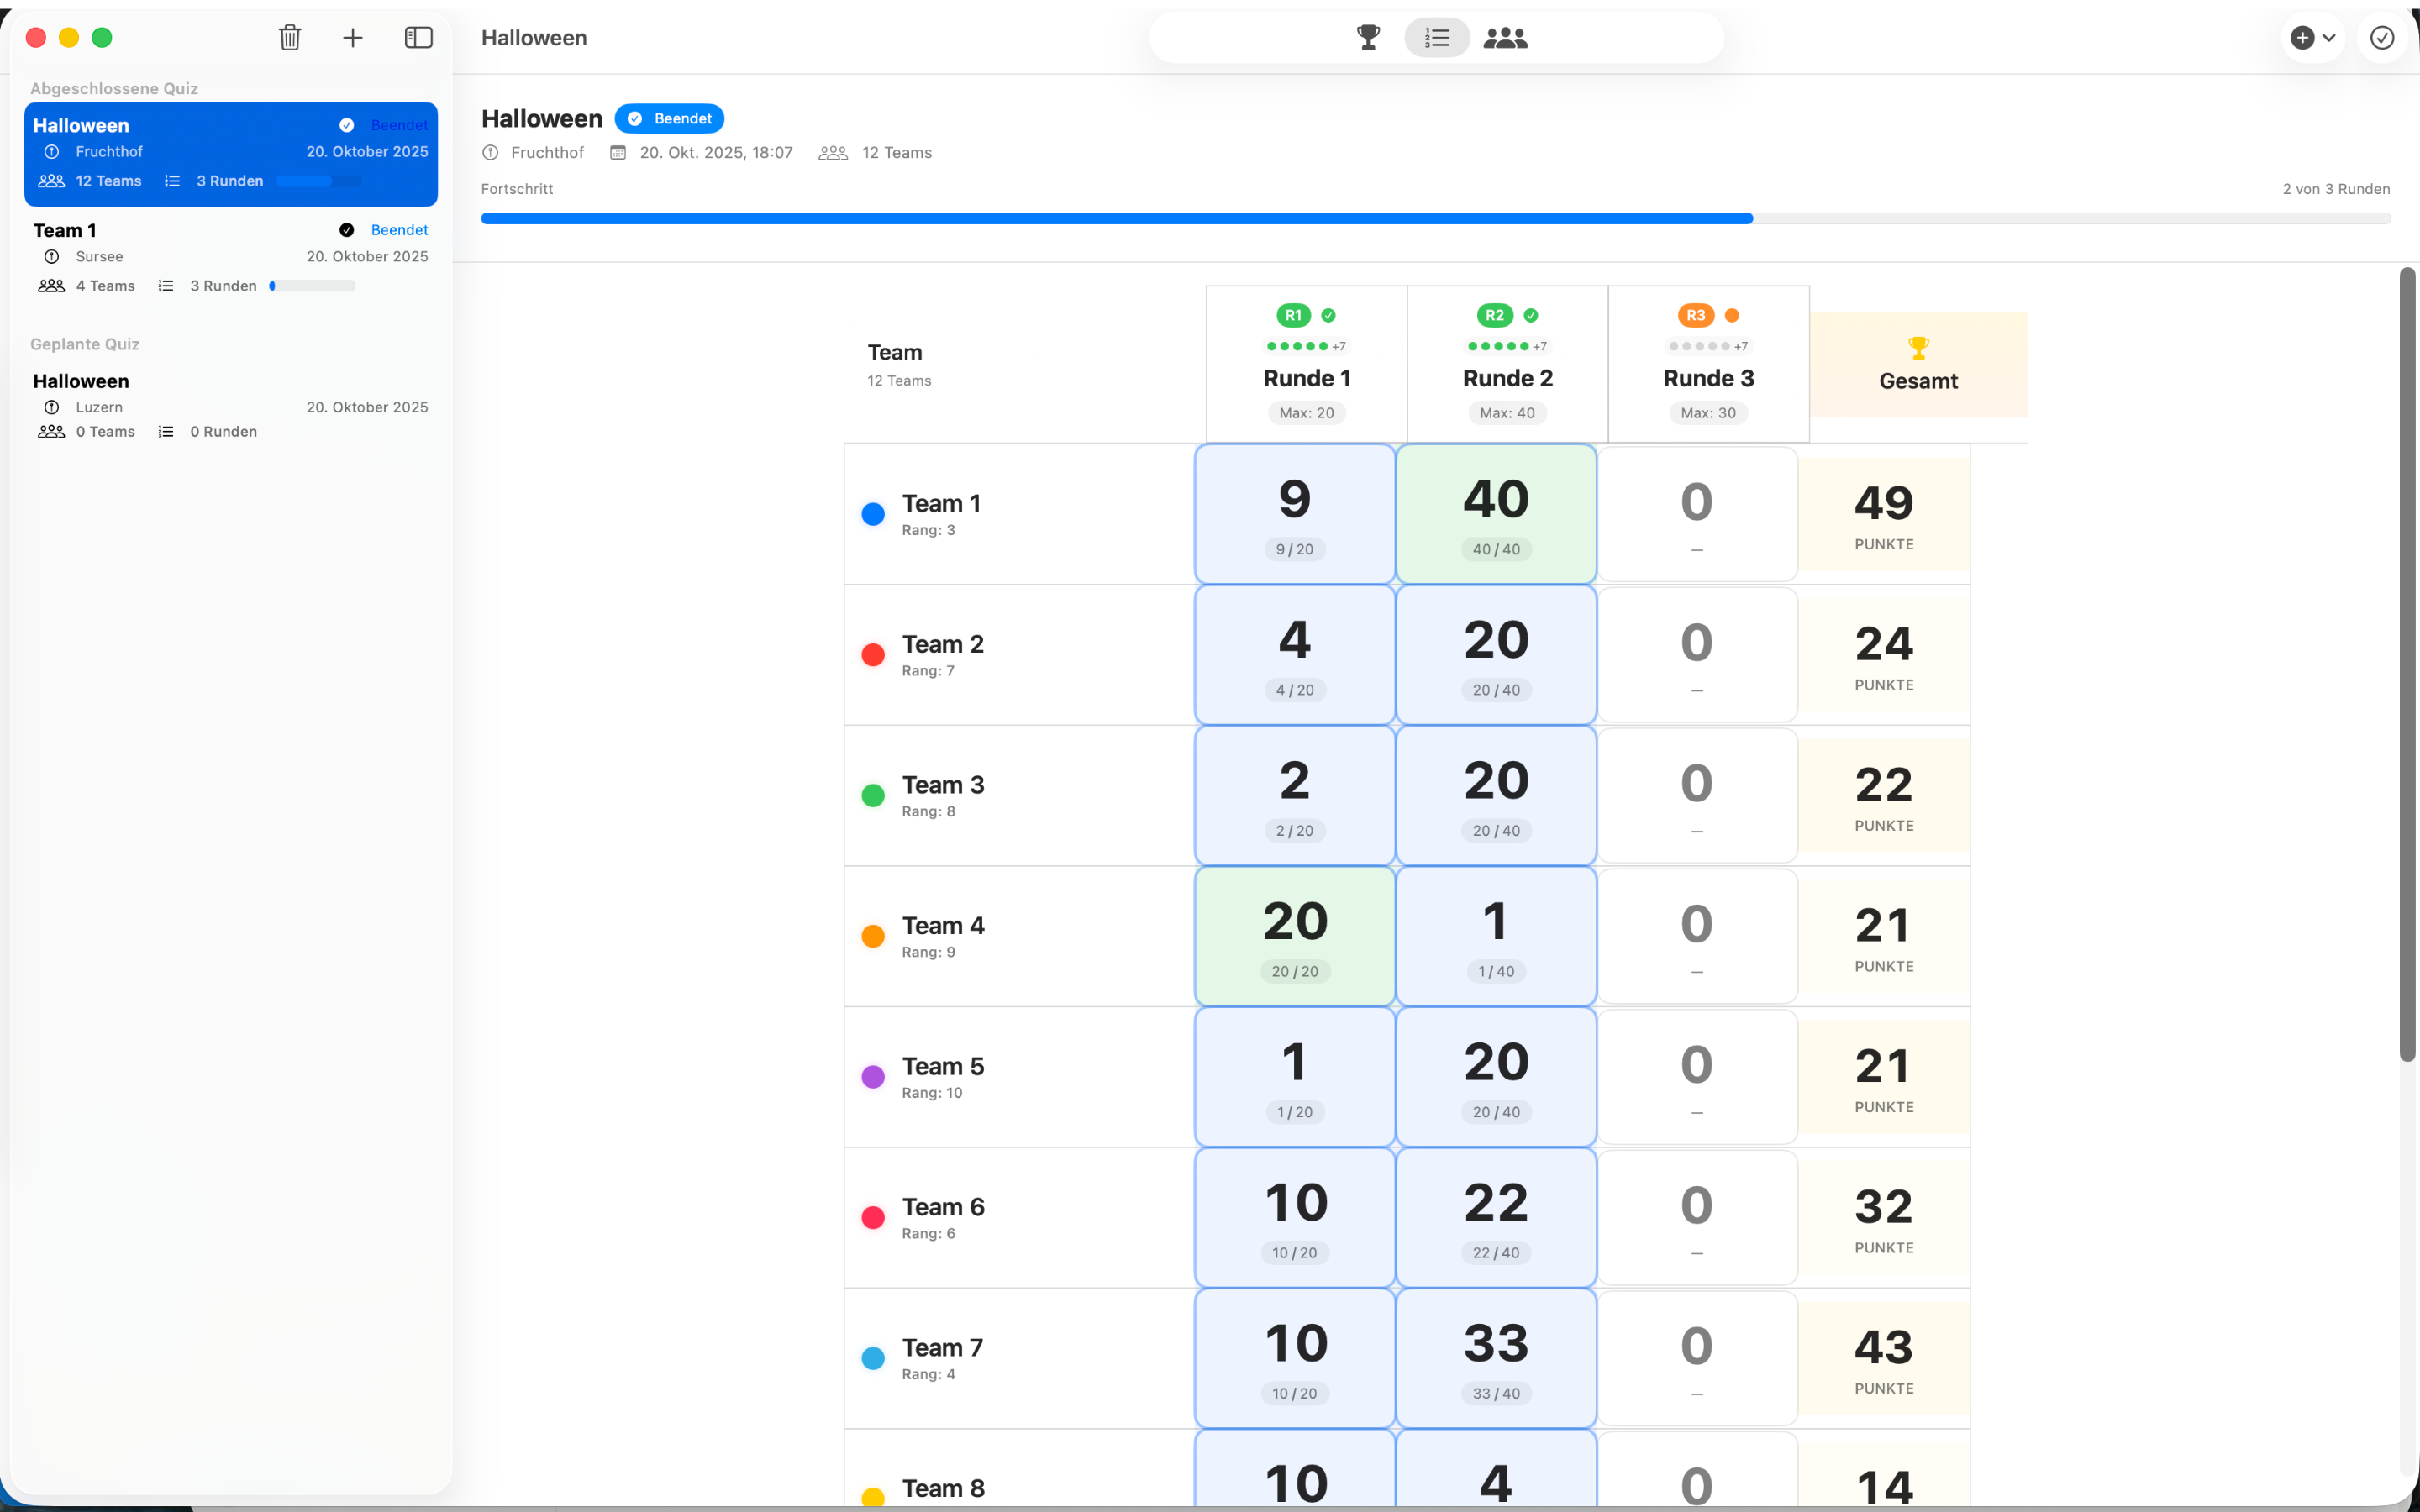 Halloween
Abgeschlossene Quiz
Halloween Beendet
Fruchthof 20. Oktober 2025
12 Teams 3 Runden
Team 1 Beendet
Sursee 20. Oktober 2025
4 Teams 3 Runden
Geplante Quiz
Halloween
Luzern 20. Oktober 2025
0 Teams 0 Runden
Halloween Beendet
Fruchthof 20. Okt. 2025, 18:07 12 Teams
Fortschritt 2 von 3 Runden
Team
12 Teams
R1
+7
Runde 1
Max: 20
R2
+7
Runde 2
Max: 40
R3
+7
Runde 3
Max: 30
Gesamt
Team 1
Rang: 3
9
9 / 20
40
40 / 40
0
–
49
PUNKTE
Team 2
Rang: 7
4
4 / 20
20
20 / 40
0
–
24
PUNKTE
Team 3
Rang: 8
2
2 / 20
20
20 / 40
0
–
22
PUNKTE
Team 4
Rang: 9
20
20 / 20
1
1 / 40
0
–
21
PUNKTE
Team 5
Rang: 10
1
1 / 20
20
20 / 40
0
–
21
PUNKTE
Team 6
Rang: 6
10
10 / 20
22
22 / 40
0
–
32
PUNKTE
Team 7
Rang: 4
10
10 / 20
33
33 / 40
0
–
43
PUNKTE
Team 8
10
4
0
14